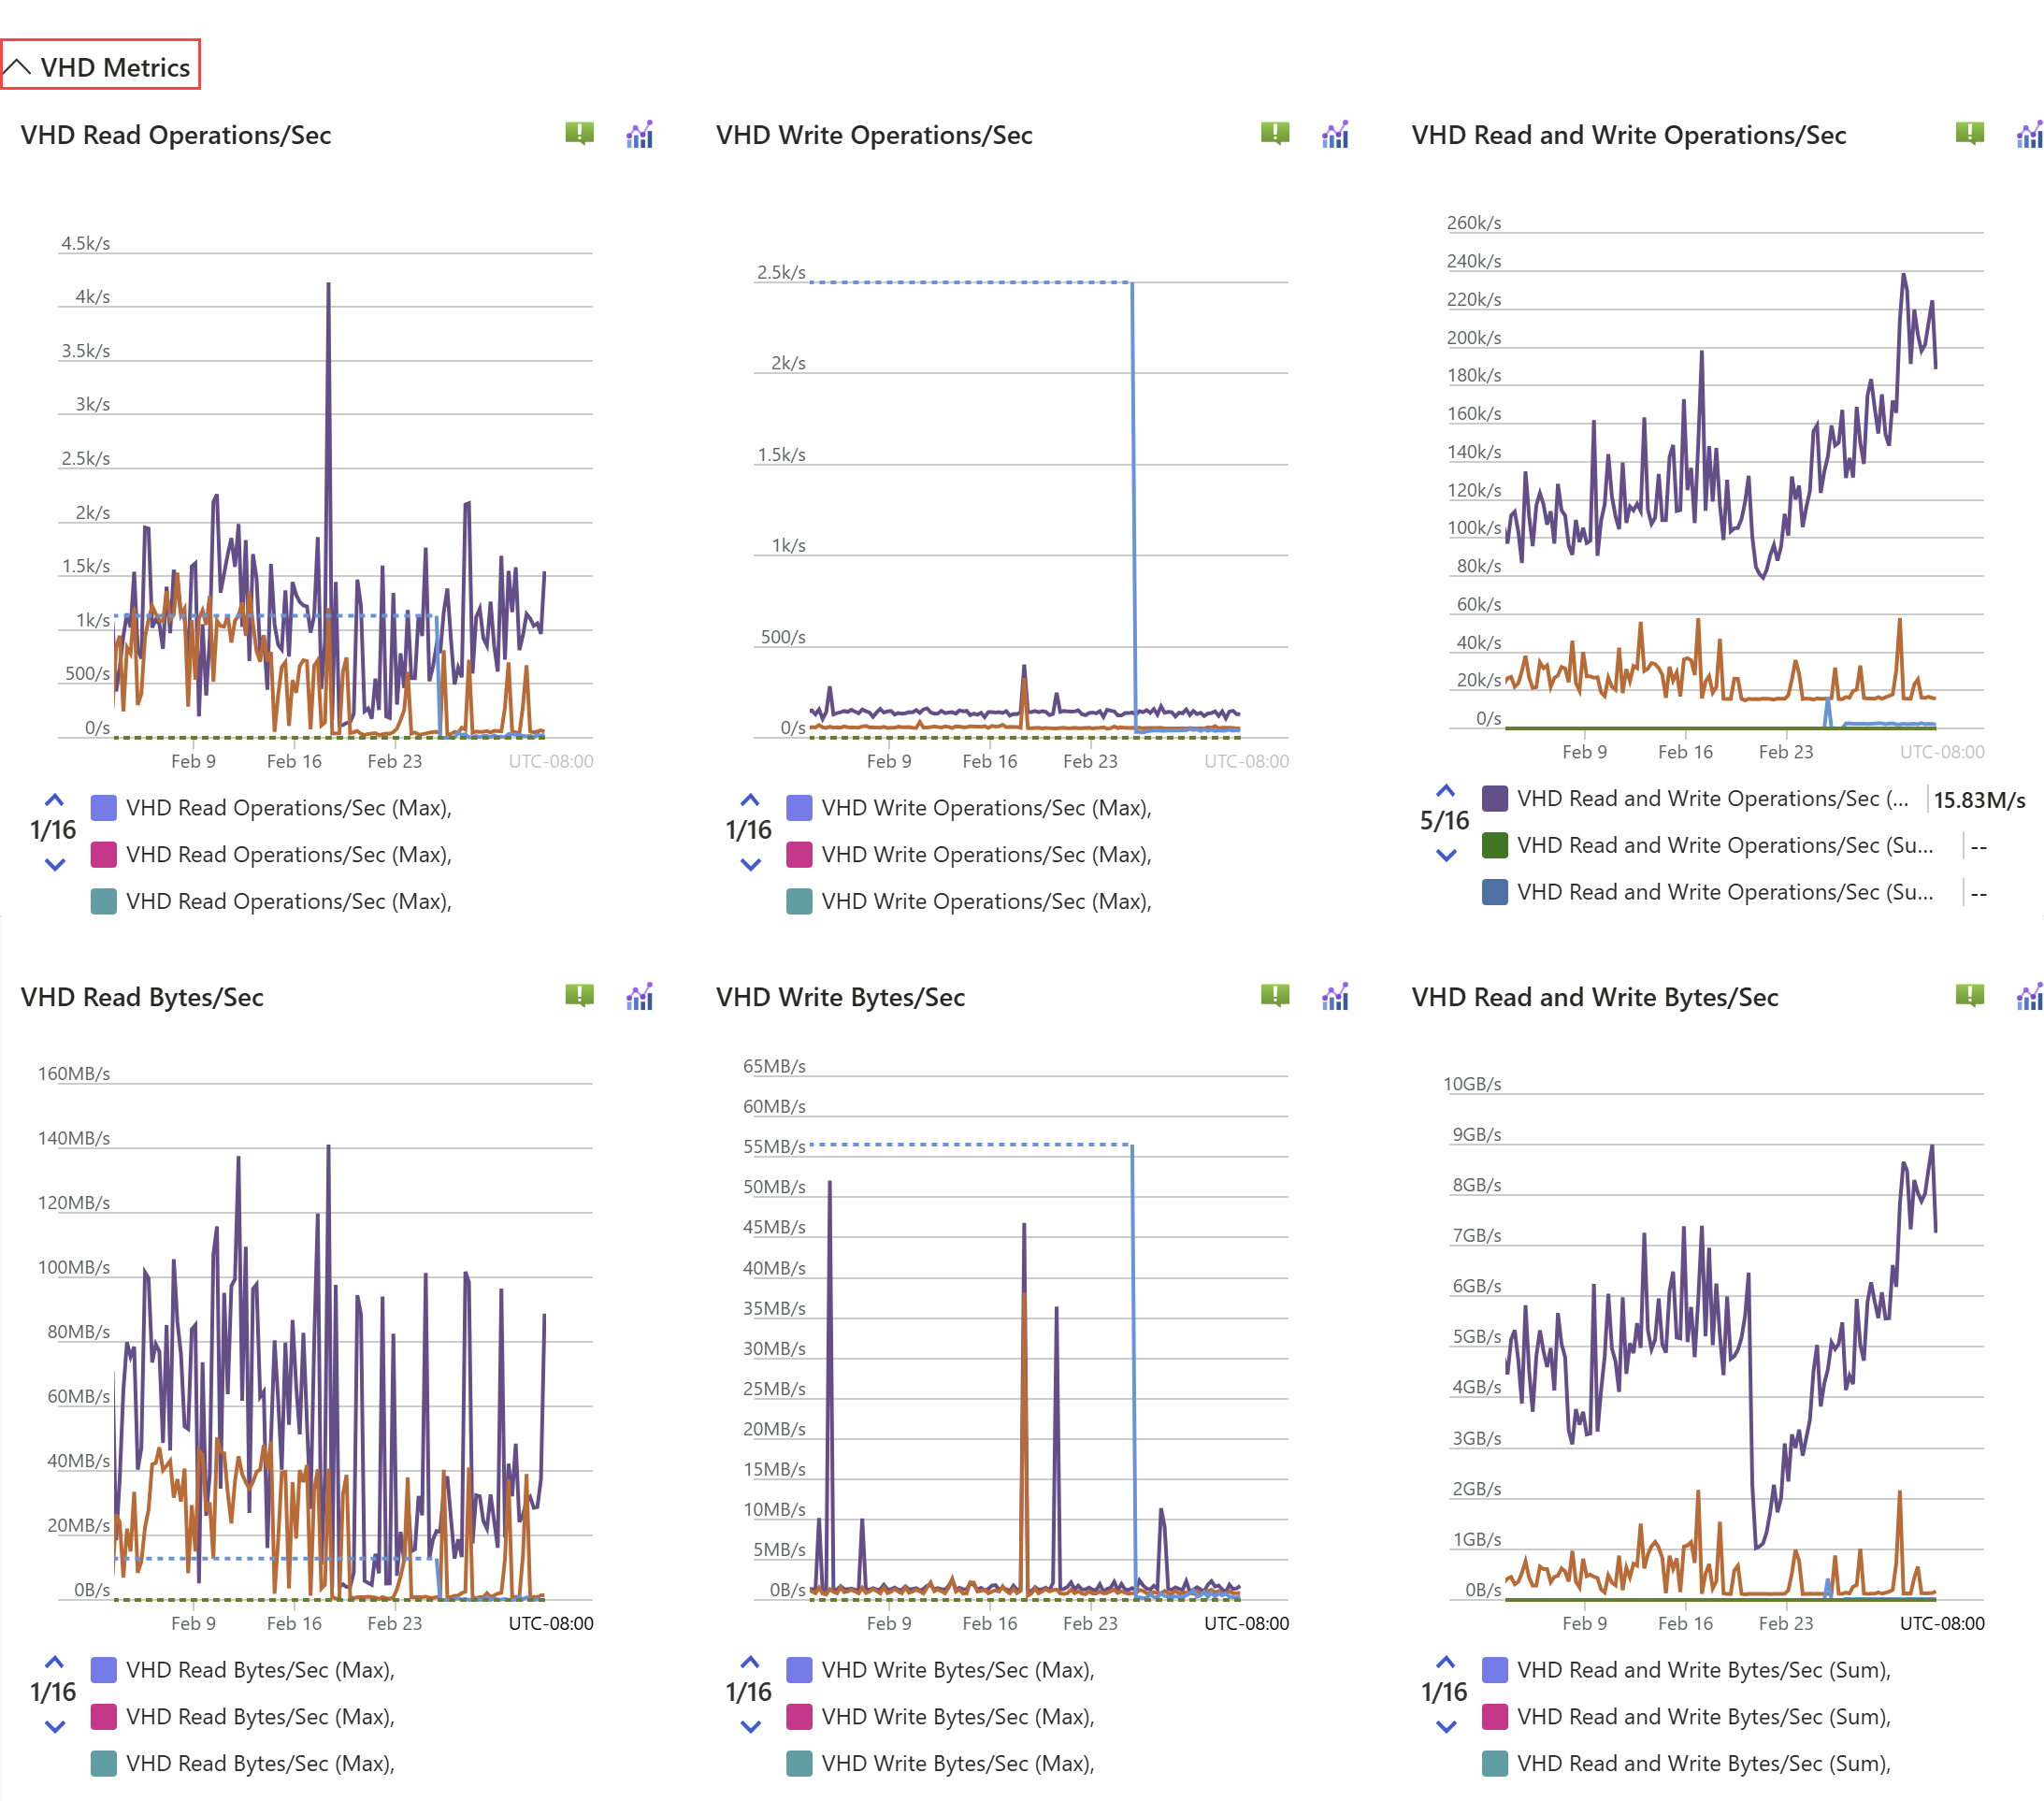 VHD Metrics
VHD Read Operations/Sec
4.5k/s
4k/s
3.5k/s
3k/s
2.5k/s
2k/s
1.5k/s
1k/s
500/s
0/s
Feb 9 Feb 16 Feb 23 UTC-08:00
1/16
VHD Read Operations/Sec (Max),
VHD Read Operations/Sec (Max),
VHD Read Operations/Sec (Max),
VHD Write Operations/Sec
2.5k/s
2k/s
1.5k/s
1k/s
500/s
0/s
Feb 9 Feb 16 Feb 23 UTC-08:00
1/16
VHD Write Operations/Sec (Max),
VHD Write Operations/Sec (Max),
VHD Write Operations/Sec (Max),
VHD Read and Write Operations/Sec
260k/s
240k/s
220k/s
200k/s
180k/s
160k/s
140k/s
120k/s
100k/s
80k/s
60k/s
40k/s
20k/s
0/s
Feb 9 Feb 16 Feb 23 UTC-08:00
5/16
VHD Read and Write Operations/Sec (... 15.83M/s
VHD Read and Write Operations/Sec (Su... --
VHD Read and Write Operations/Sec (Su... --
VHD Read Bytes/Sec
160MB/s
140MB/s
120MB/s
100MB/s
80MB/s
60MB/s
40MB/s
20MB/s
0B/s
Feb 9 Feb 16 Feb 23 UTC-08:00
1/16
VHD Read Bytes/Sec (Max),
VHD Read Bytes/Sec (Max),
VHD Read Bytes/Sec (Max),
VHD Write Bytes/Sec
65MB/s
60MB/s
55MB/s
50MB/s
45MB/s
40MB/s
35MB/s
30MB/s
25MB/s
20MB/s
15MB/s
10MB/s
5MB/s
0B/s
Feb 9 Feb 16 Feb 23 UTC-08:00
1/16
VHD Write Bytes/Sec (Max),
VHD Write Bytes/Sec (Max),
VHD Write Bytes/Sec (Max),
VHD Read and Write Bytes/Sec
10GB/s
9GB/s
8GB/s
7GB/s
6GB/s
5GB/s
4GB/s
3GB/s
2GB/s
1GB/s
0B/s
Feb 9 Feb 16 Feb 23 UTC-08:00
1/16
VHD Read and Write Bytes/Sec (Sum),
VHD Read and Write Bytes/Sec (Sum),
VHD Read and Write Bytes/Sec (Sum),